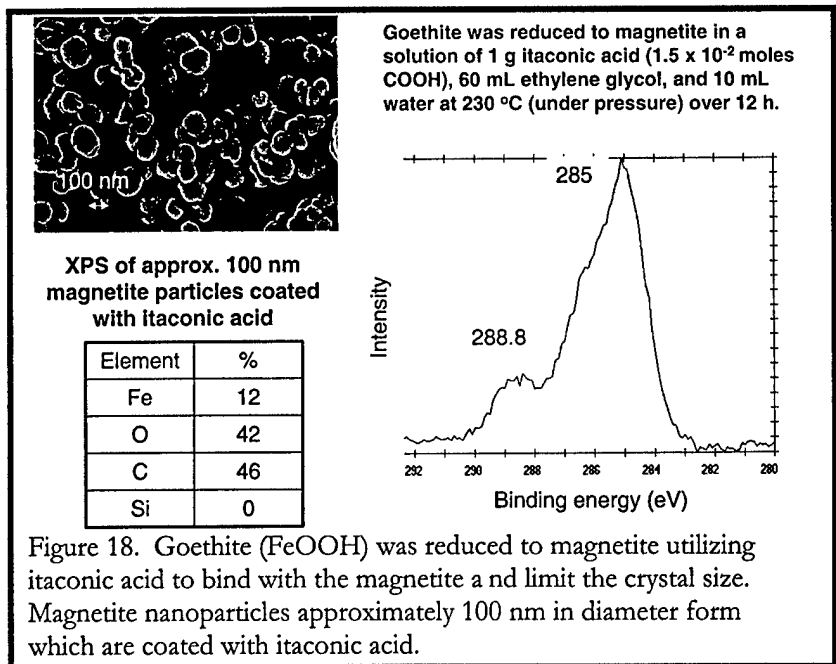 100 nm
XPS of approx. 100 nm
magnetite particles coated
with itaconic acid
Element %
Fe 12
O 42
C 46
Si 0
Goethite was reduced to magnetite in a
solution of 1 g itaconic acid (1.5 x 10⁻² moles
COOH), 60 mL ethylene glycol, and 10 mL
water at 230 °C (under pressure) over 12 h.
285
288.8
Intensity
292 290 288 286 284 282 280
Binding energy (eV)
Figure 18. Goethite (FeOOH) was reduced to magnetite utilizing
itaconic acid to bind with the magnetite a nd limit the crystal size.
Magnetite nanoparticles approximately 100 nm in diameter form
which are coated with itaconic acid.